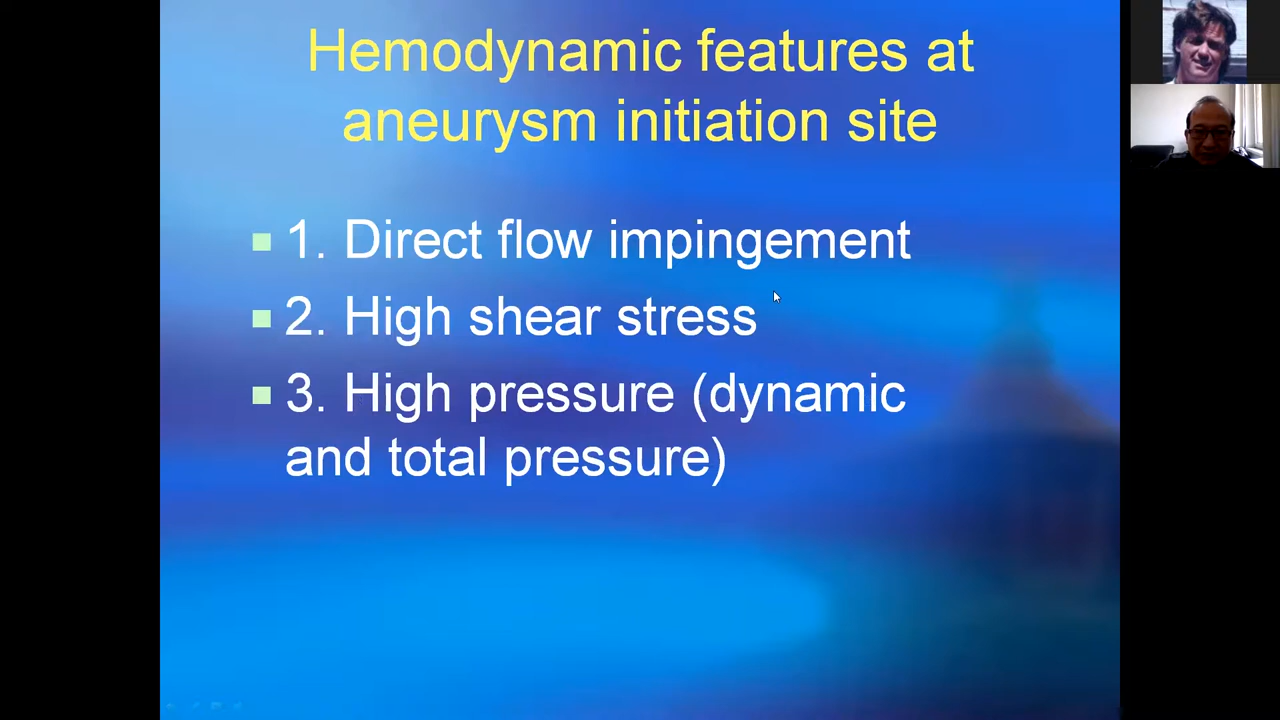 Hemodynamic features at
aneurysm initiation site
1. Direct flow impingement
2. High shear stress
3. High pressure (dynamic
and total pressure)